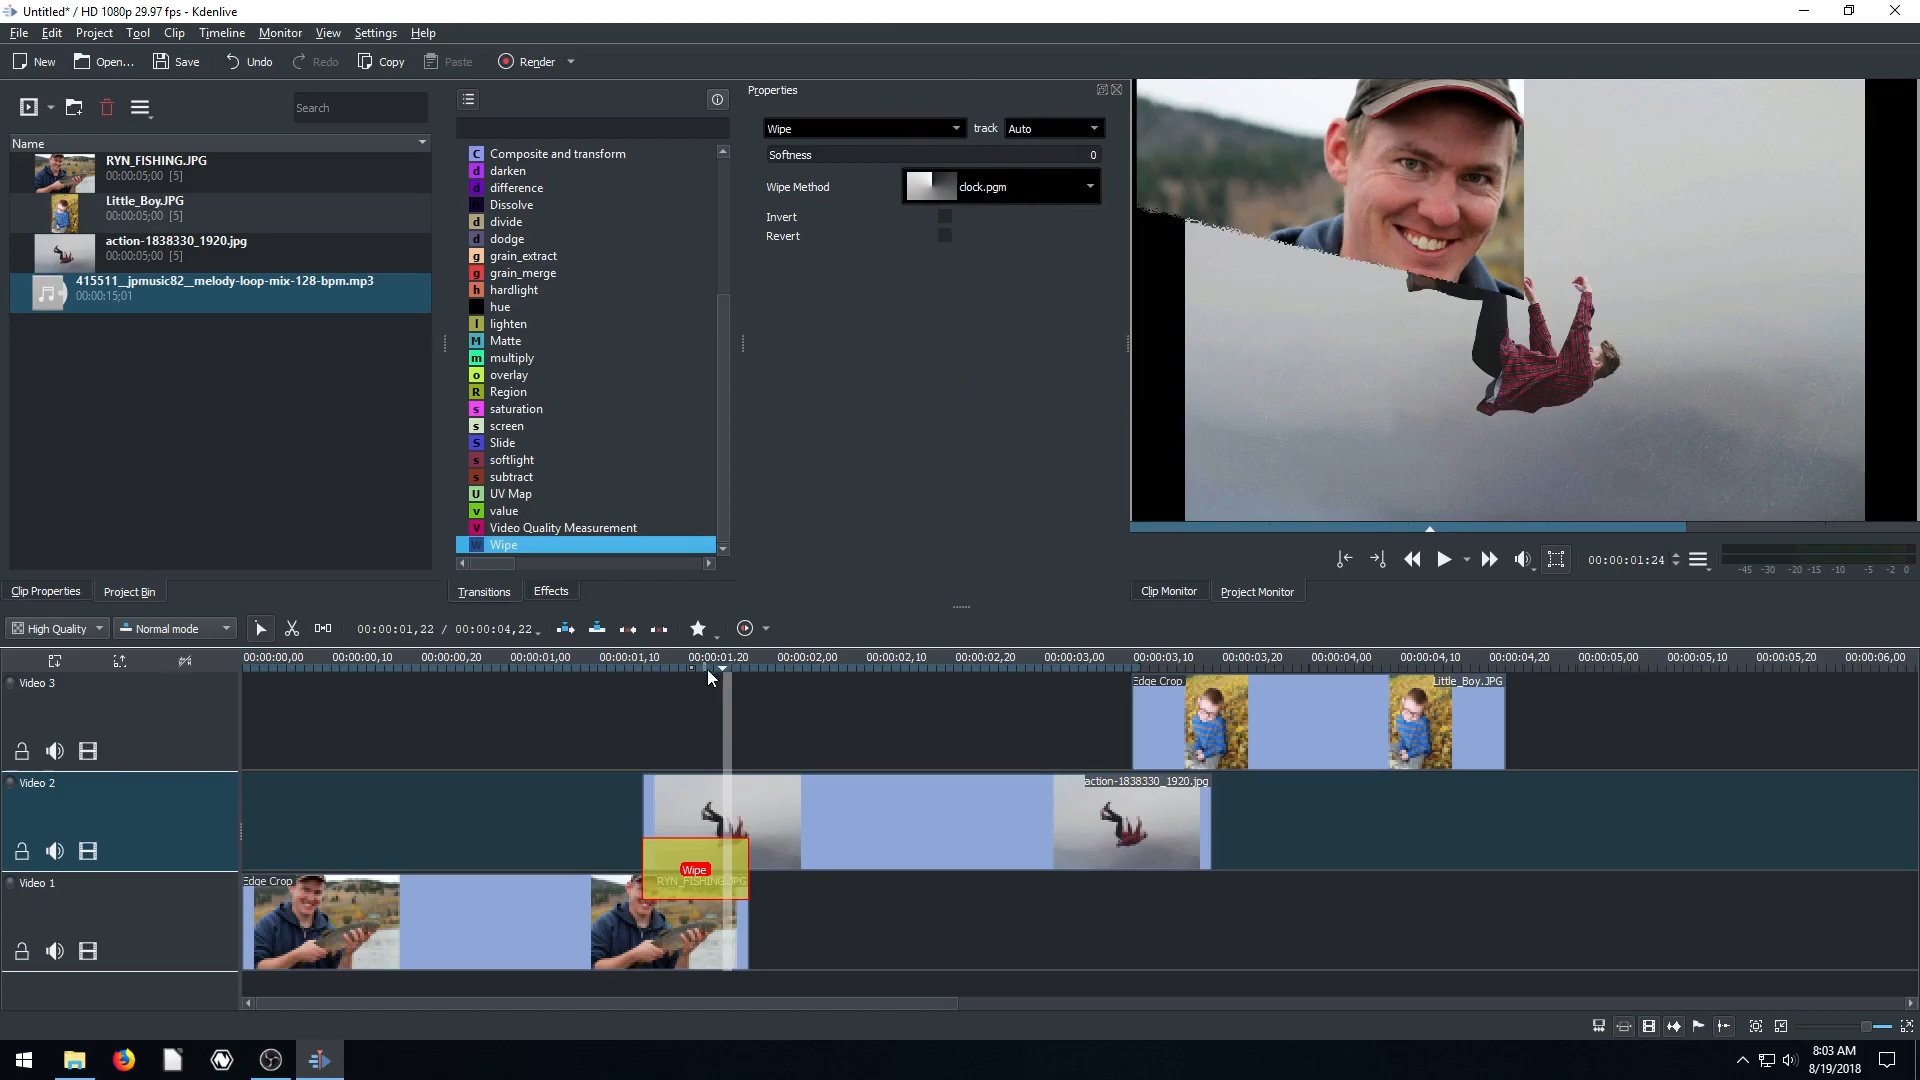 Untitled* / HD 1080p 29.97 fps - Kdenlive
File Edit Project Tool Clip Timeline Monitor View Settings Help
New Open... Save Undo Redo Copy Paste Render
Search
Name
RYN_FISHING.JPG
00:00:05;00 [5]
Little_Boy.JPG
00:00:05;00 [5]
action-1838330_1920.jpg
00:00:05;00 [5]
415511__jpmusic82__melody-loop-mix-128-bpm.mp3
00:00:15;01
Clip Properties Project Bin
C Composite and transform
d darken
d difference
Dissolve
d divide
d dodge
g grain_extract
g grain_merge
h hardlight
hue
l lighten
M Matte
m multiply
o overlay
R Region
s saturation
s screen
S Slide
s softlight
s subtract
U UV Map
v value
V Video Quality Measurement
W Wipe
Transitions Effects
Properties
Wipe track Auto
Softness 0
Wipe Method clock.pgm
Invert
Revert
00:00:01:24
-45 -30 -20 -15 -10 -5 -2 0
Clip Monitor Project Monitor
High Quality Normal mode 00:00:01,22 / 00:00:04,22
00:00:00,00 00:00:00,10 00:00:00,20 00:00:01,00 00:00:01,10 00:00:01,20 00:00:02,00 00:00:02,10 00:00:02,20 00:00:03,00 00:00:03,10 00:00:03,20 00:00:04,00 00:00:04,10 00:00:04,20 00:00:05,00 00:00:05,10 00:00:05,20 00:00:06,00
Video 3
Edge Crop Little_Boy.JPG
Video 2
action-1838330_1920.jpg
Wipe
Video 1
Edge Crop RYN_FISHING.JPG
8:03 AM
8/19/2018